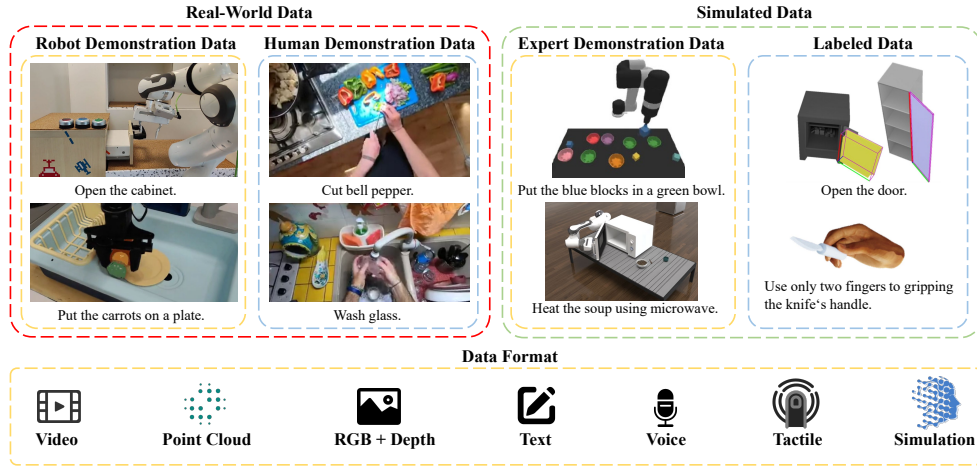 Real-World Data
Simulated Data
Robot Demonstration Data
Human Demonstration Data
Expert Demonstration Data
Labeled Data
Open the cabinet.
Cut bell pepper.
Put the blue blocks in a green bowl.
Open the door.
Put the carrots on a plate.
Wash glass.
Heat the soup using microwave.
Use only two fingers to gripping
the knife‘s handle.
Data Format
Video
Point Cloud
RGB + Depth
Text
Voice
Tactile
Simulation